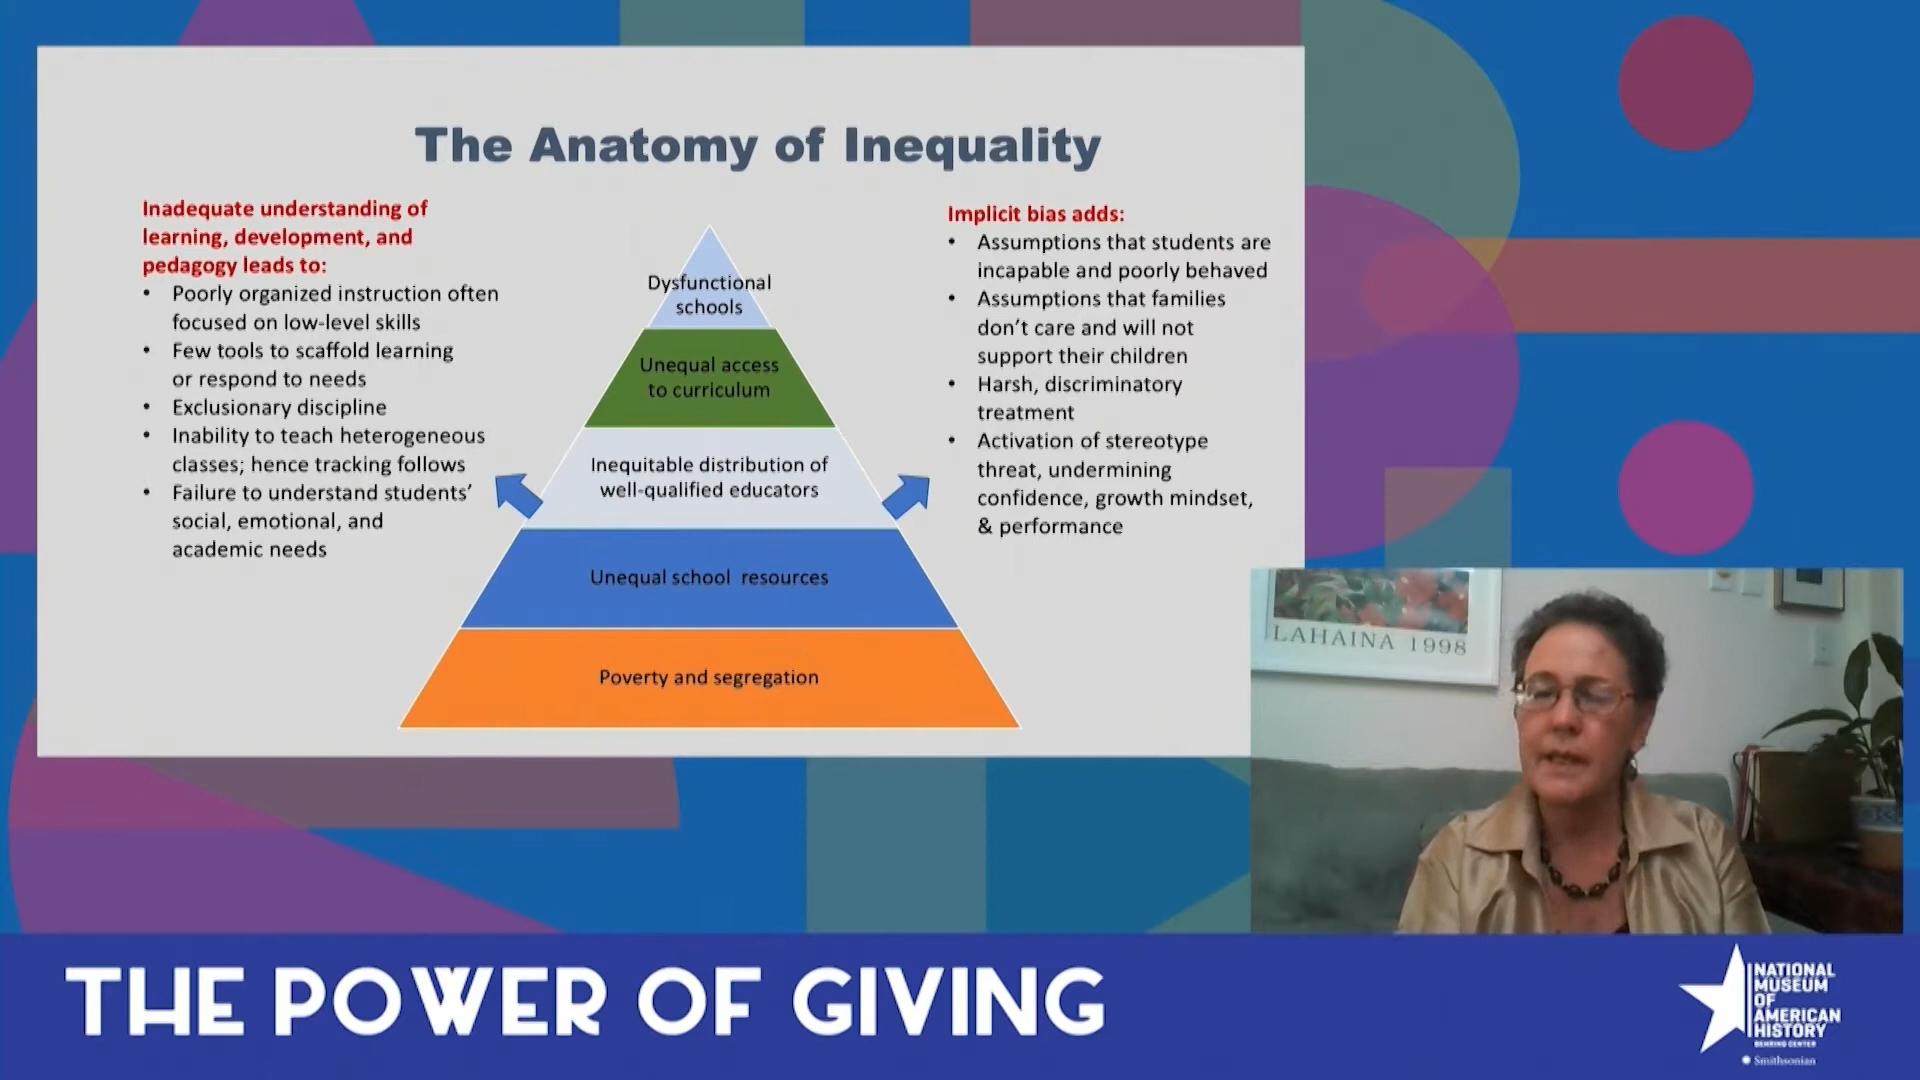 The Anatomy of Inequality
Inadequate understanding of
learning, development, and
pedagogy leads to:
• Poorly organized instruction often
focused on low-level skills
• Few tools to scaffold learning
or respond to needs
• Exclusionary discipline
• Inability to teach heterogeneous
classes; hence tracking follows
• Failure to understand students’
social, emotional, and
academic needs
Dysfunctional
schools
Unequal access
to curriculum
Inequitable distribution of
well-qualified educators
Unequal school resources
Poverty and segregation
Implicit bias adds:
• Assumptions that students are
incapable and poorly behaved
• Assumptions that families
don’t care and will not
support their children
• Harsh, discriminatory
treatment
• Activation of stereotype
threat, undermining
confidence, growth mindset,
& performance
LAHAINA 1998
THE POWER OF GIVING
NATIONAL
MUSEUM
OF
AMERICAN
HISTORY
BEHRING CENTER
Smithsonian